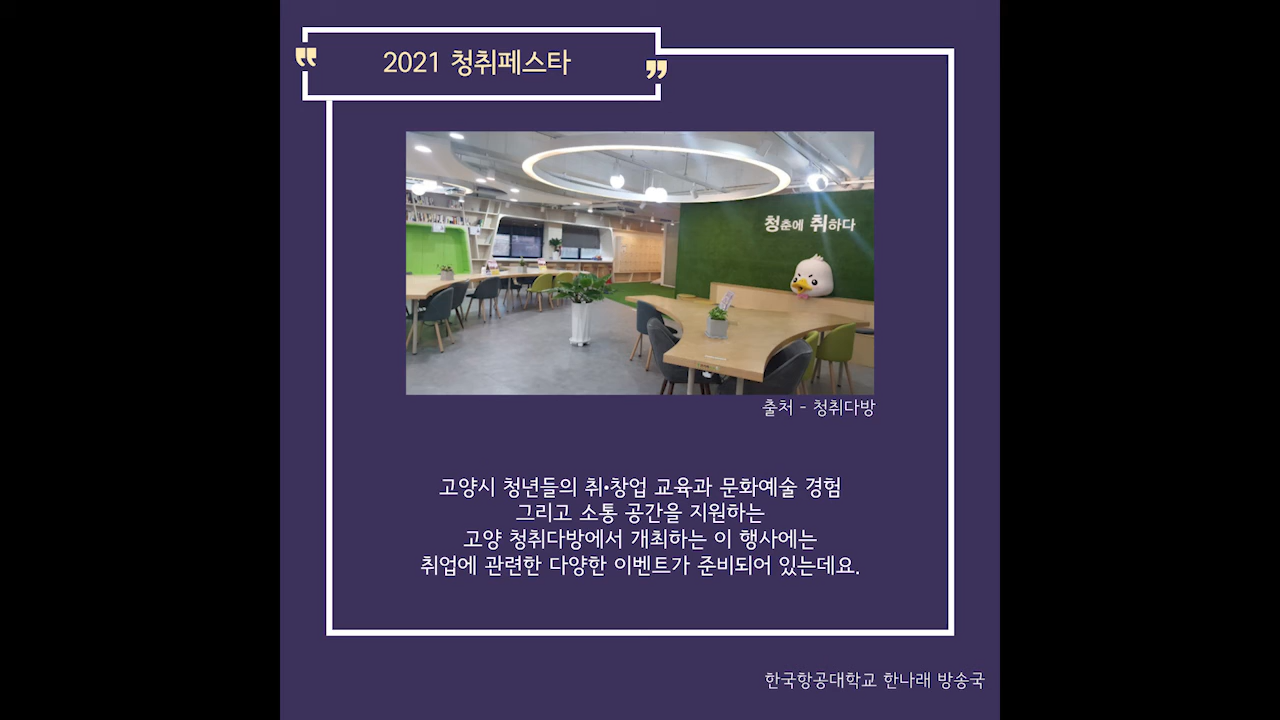 2021 청취페스타
청춘에 취하다
출처 - 청취다방
고양시 청년들의 취•창업 교육과 문화예술 경험
그리고 소통 공간을 지원하는
고양 청취다방에서 개최하는 이 행사에는
취업에 관련한 다양한 이벤트가 준비되어 있는데요.
한국항공대학교 한나래 방송국